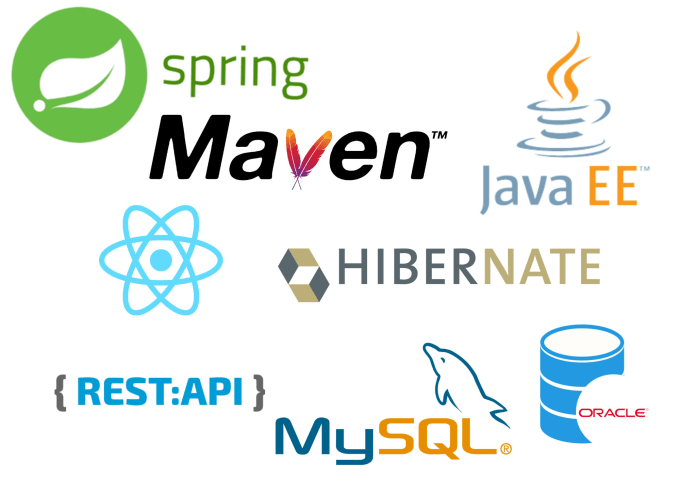 spring
Maven™
Java EE™
HIBERNATE
{ REST:API }
ORACLE
MySQL®